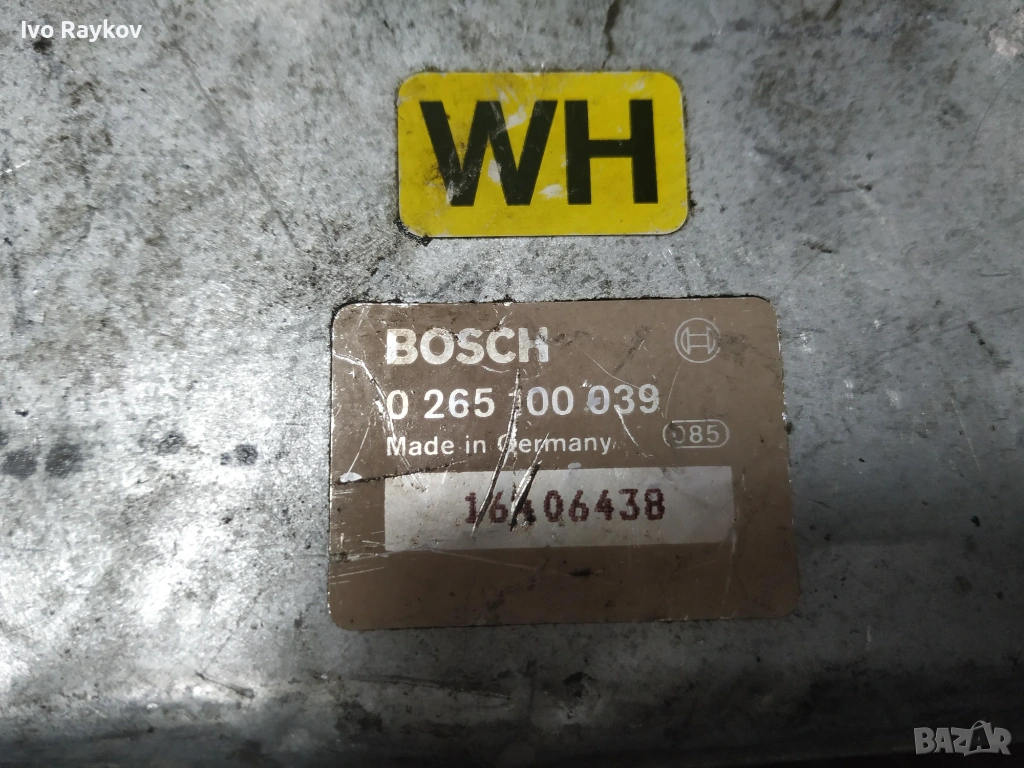 Ivo Raykov
WH
BOSCH
0 265 100 039
Made in Germany
085
16406438
BAZAR